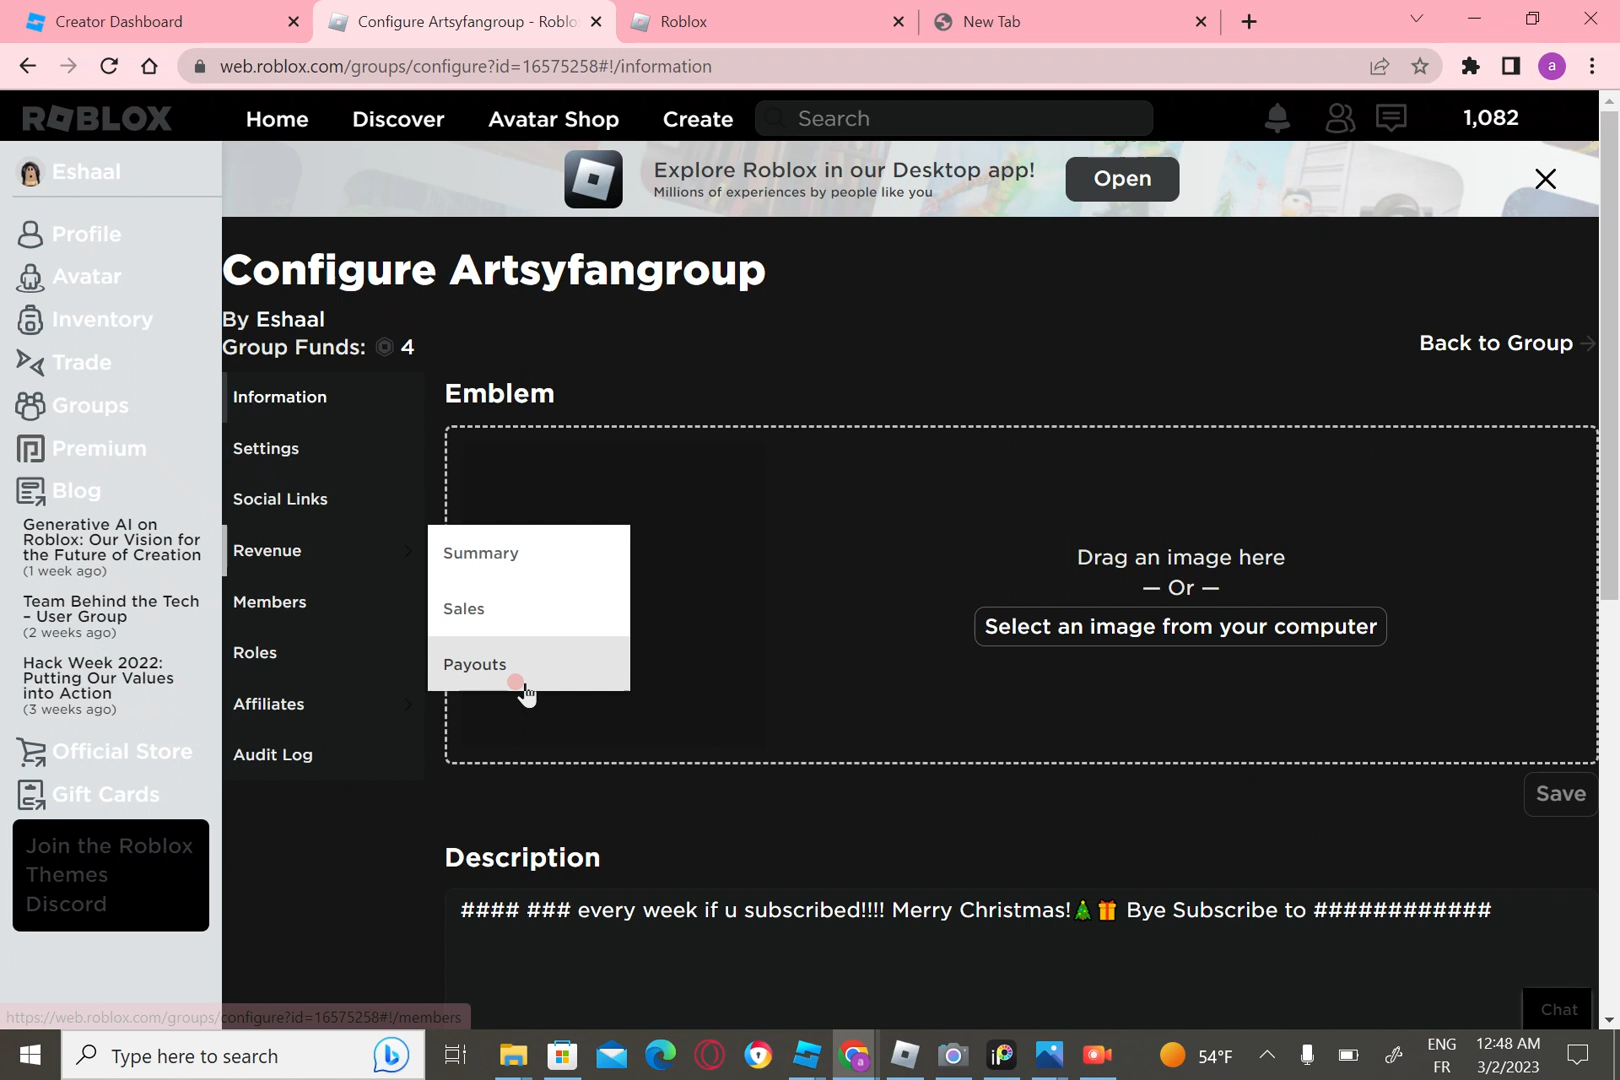 Creator Dashboard
Configure Artsyfangroup - Roblo
Roblox
New Tab
web.roblox.com/groups/configure?id=16575258#!/information
a
ROBLOX
Home
Discover
Avatar Shop
Create
Search
1,082
Eshaal
Explore Roblox in our Desktop app!
Millions of experiences by people like you
Open
Profile
Avatar
Inventory
Trade
Groups
Premium
Blog
Generative AI on
Roblox: Our Vision for
the Future of Creation
(1 week ago)
Team Behind the Tech
– User Group
(2 weeks ago)
Hack Week 2022:
Putting Our Values
into Action
(3 weeks ago)
Official Store
Gift Cards
Join the Roblox
Themes
Discord
Configure Artsyfangroup
By Eshaal
Group Funds: 4
Back to Group
Information
Settings
Social Links
Revenue
Members
Roles
Affiliates
Audit Log
Summary
Sales
Payouts
Emblem
Drag an image here
— Or —
Select an image from your computer
Save
Description
#### ### every week if u subscribed!!!! Merry Christmas!🎄🎁 Bye Subscribe to ############
Chat
https://web.roblox.com/groups/configure?id=16575258#!/members
Type here to search
54°F
ENG
FR
12:48 AM
3/2/2023